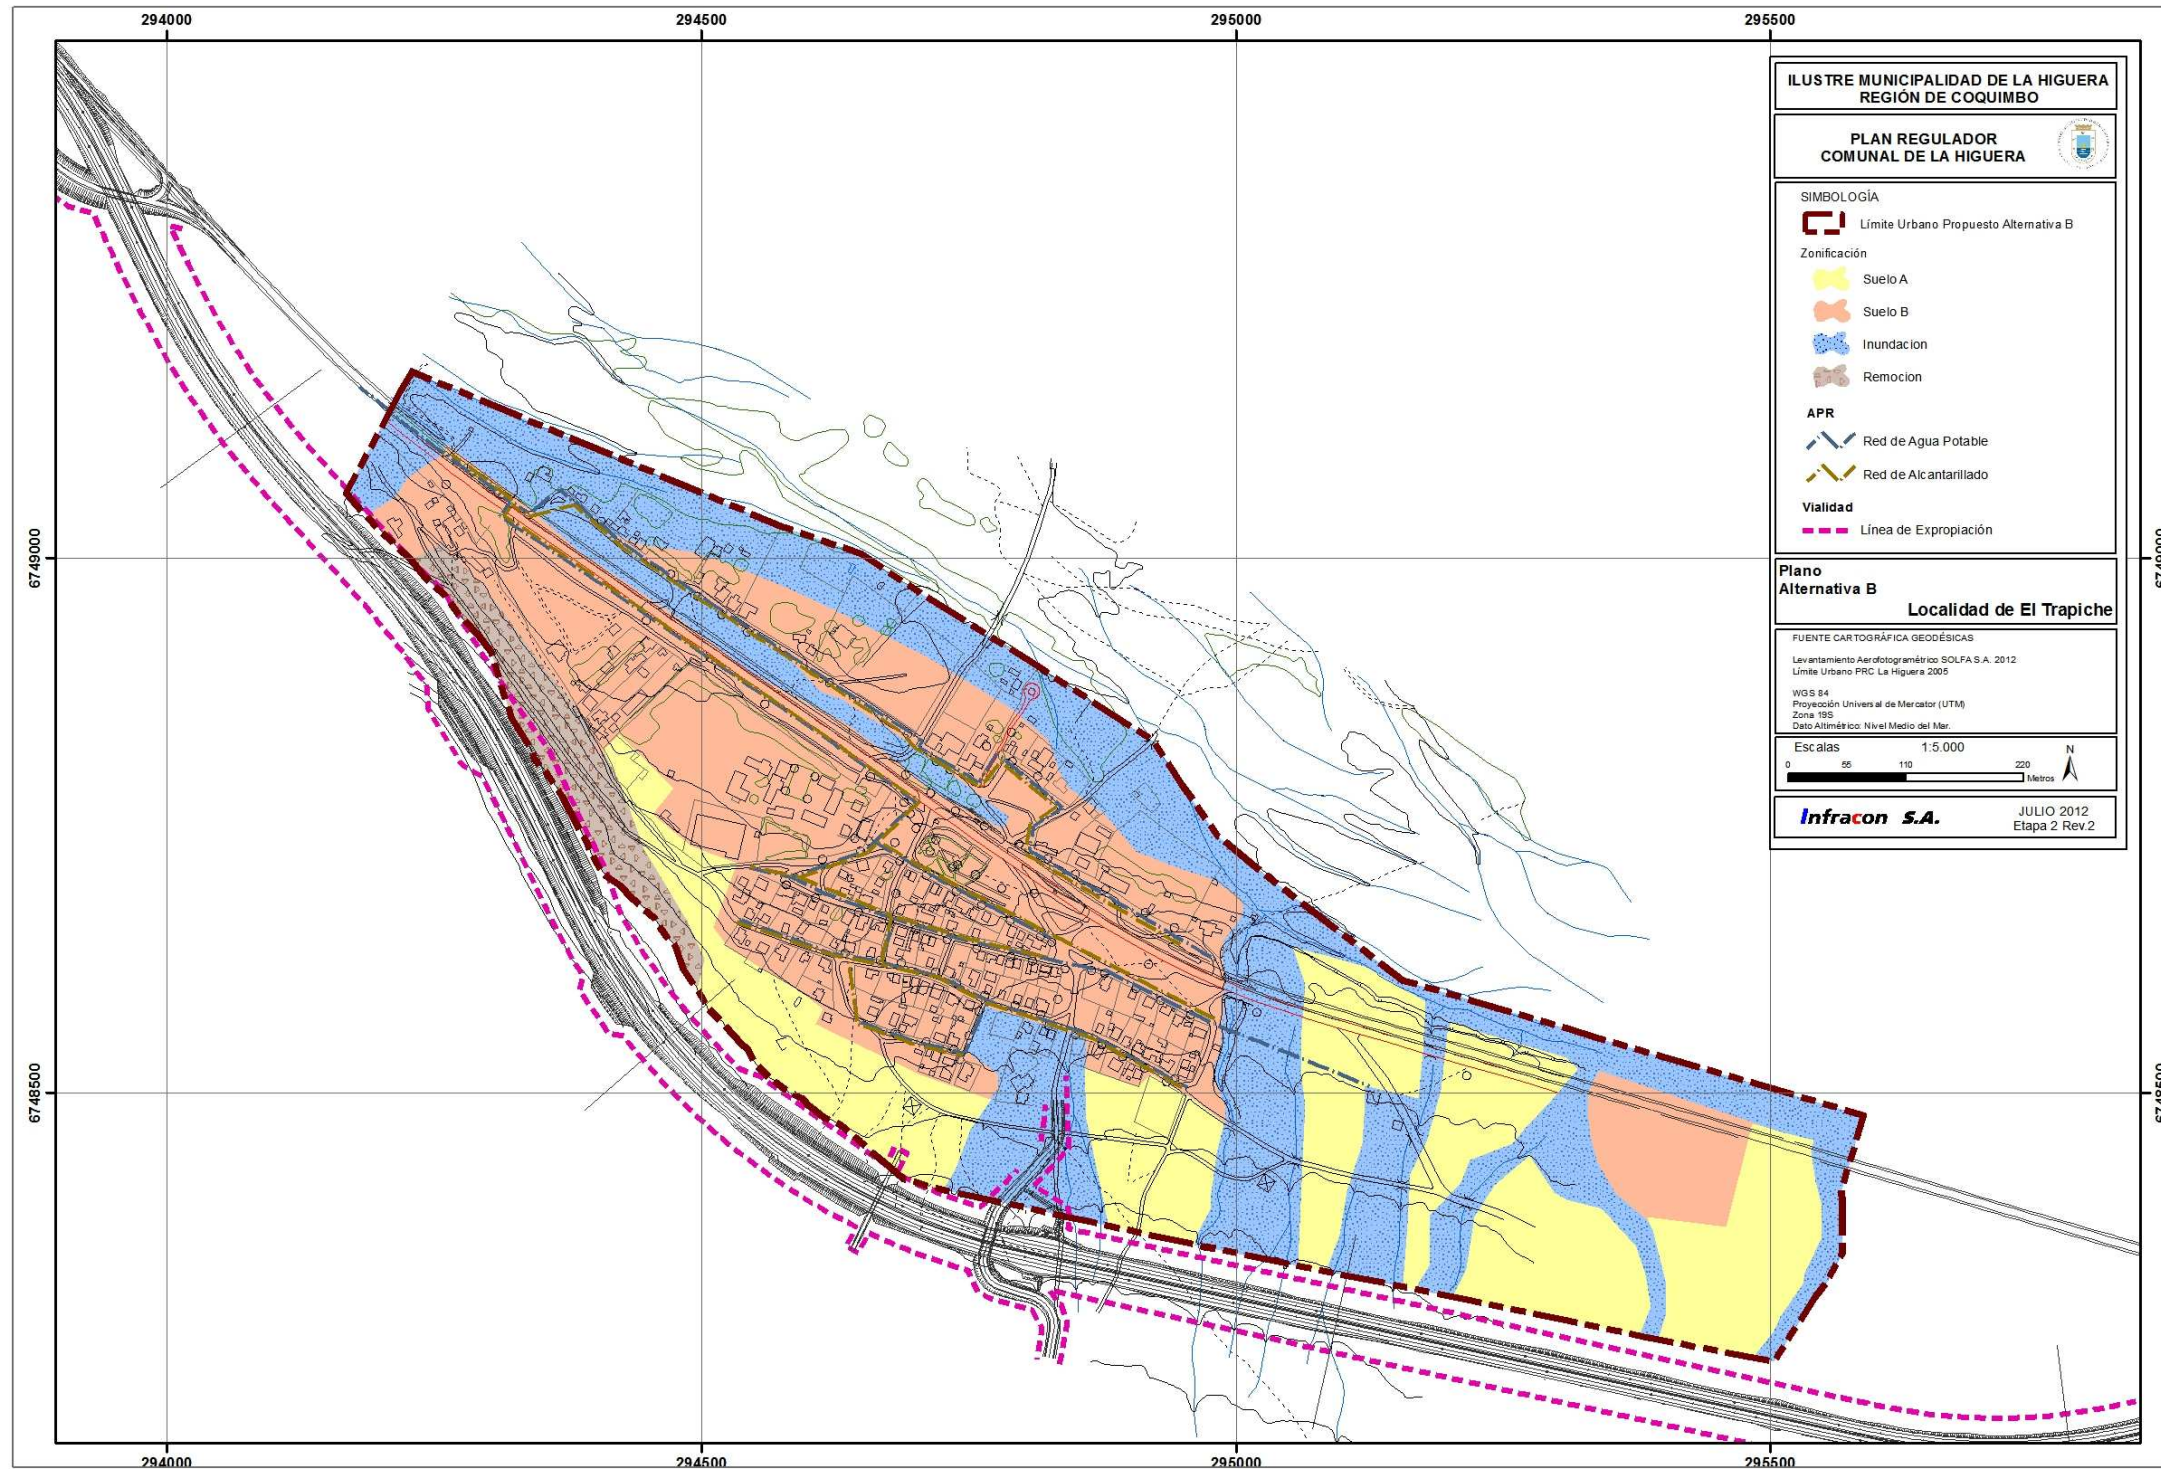 294000
294500
295000
295500
ILUSTRE MUNICIPALIDAD DE LA HIGUERA
REGIÓN DE COQUIMBO
PLAN REGULADOR
COMUNAL DE LA HIGUERA
SIMBOLOGÍA
Límite Urbano Propuesto Alternativa B
Zonificación
Suelo A
Suelo B
Inundacion
Remocion
APR
Red de Agua Potable
Red de Alcantarillado
Vialidad
Línea de Expropiación
6749000
6749000
Plano
Alternativa B
Localidad de El Trapiche
FUENTE CARTOGRÁFICA GEODÉSICAS
Levantamiento Aerofotogramétrico SOLFA S.A. 2012
Límite Urbano PRC La Higuera 2005
WGS 84
Proyección Universal de Mercator (UTM)
Zona 19S
Dato Altimétrico: Nivel Medio del Mar.
Escalas 1:5.000 N
0 55 110 220
Metros
Infracon S.A.
JULIO 2012
Etapa 2 Rev.2
6748500
6748500
294000
294500
295000
295500